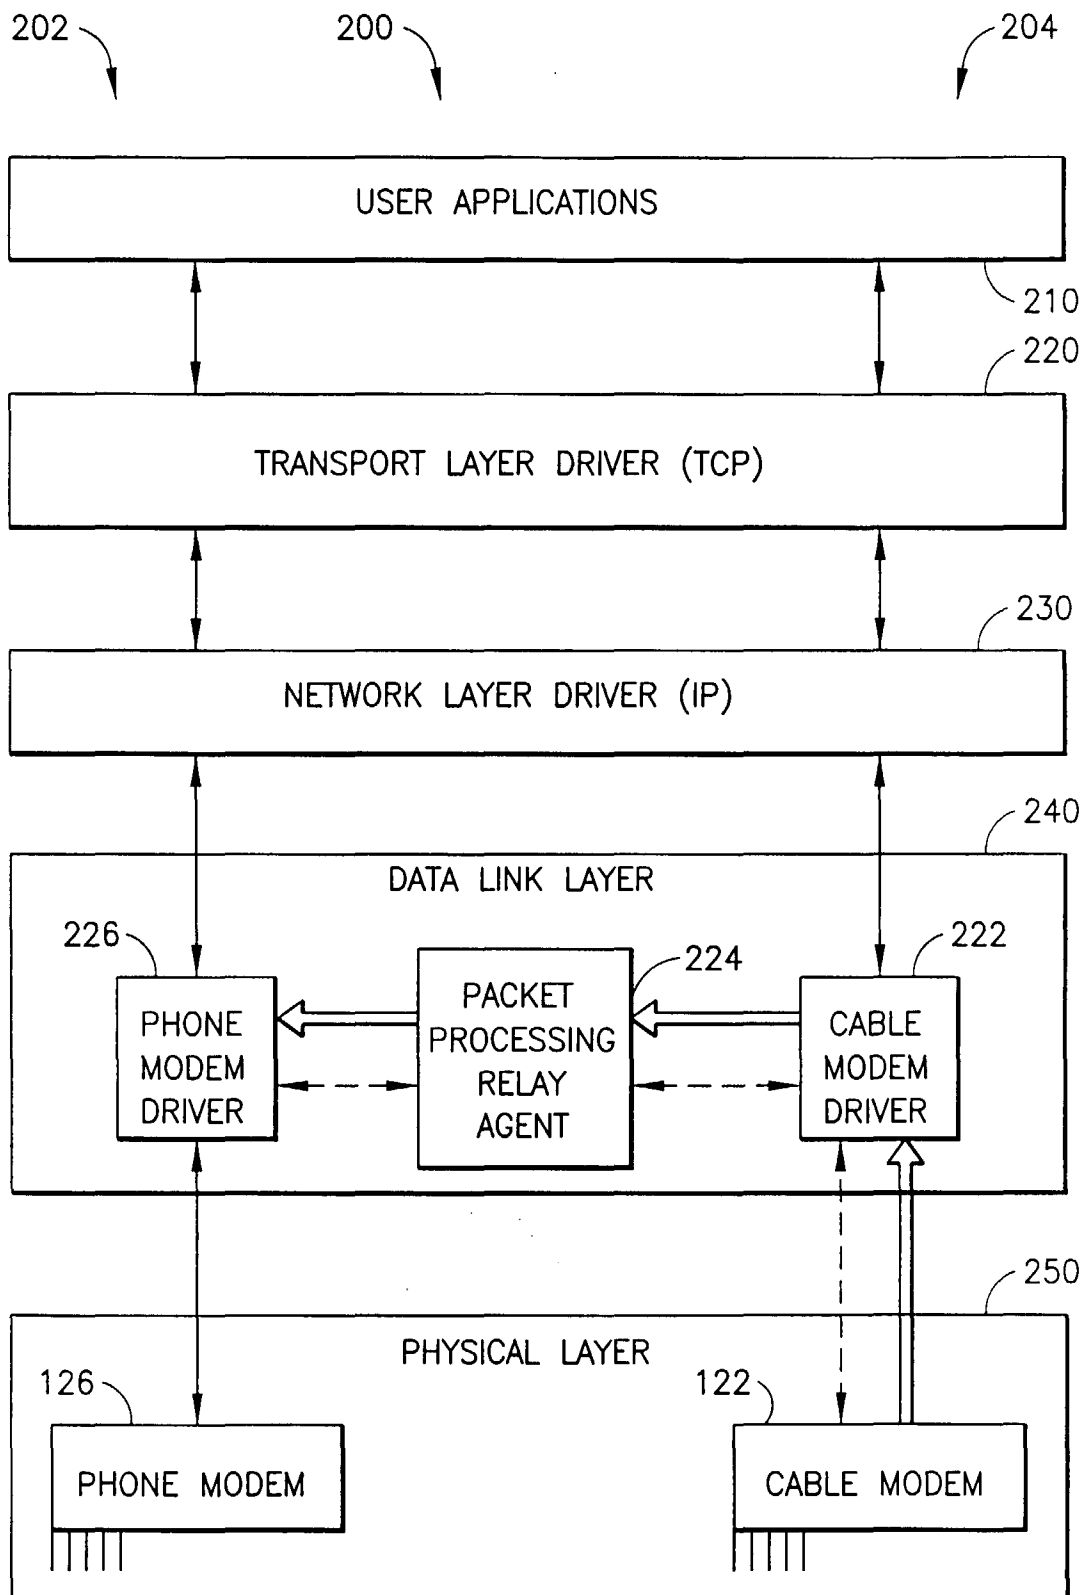 202
200
204
USER APPLICATIONS
210
220
TRANSPORT LAYER DRIVER (TCP)
230
NETWORK LAYER DRIVER (IP)
240
DATA LINK LAYER
226
224
222
PHONE
MODEM
DRIVER
PACKET
PROCESSING
RELAY
AGENT
CABLE
MODEM
DRIVER
250
PHYSICAL LAYER
126
122
PHONE MODEM
CABLE MODEM